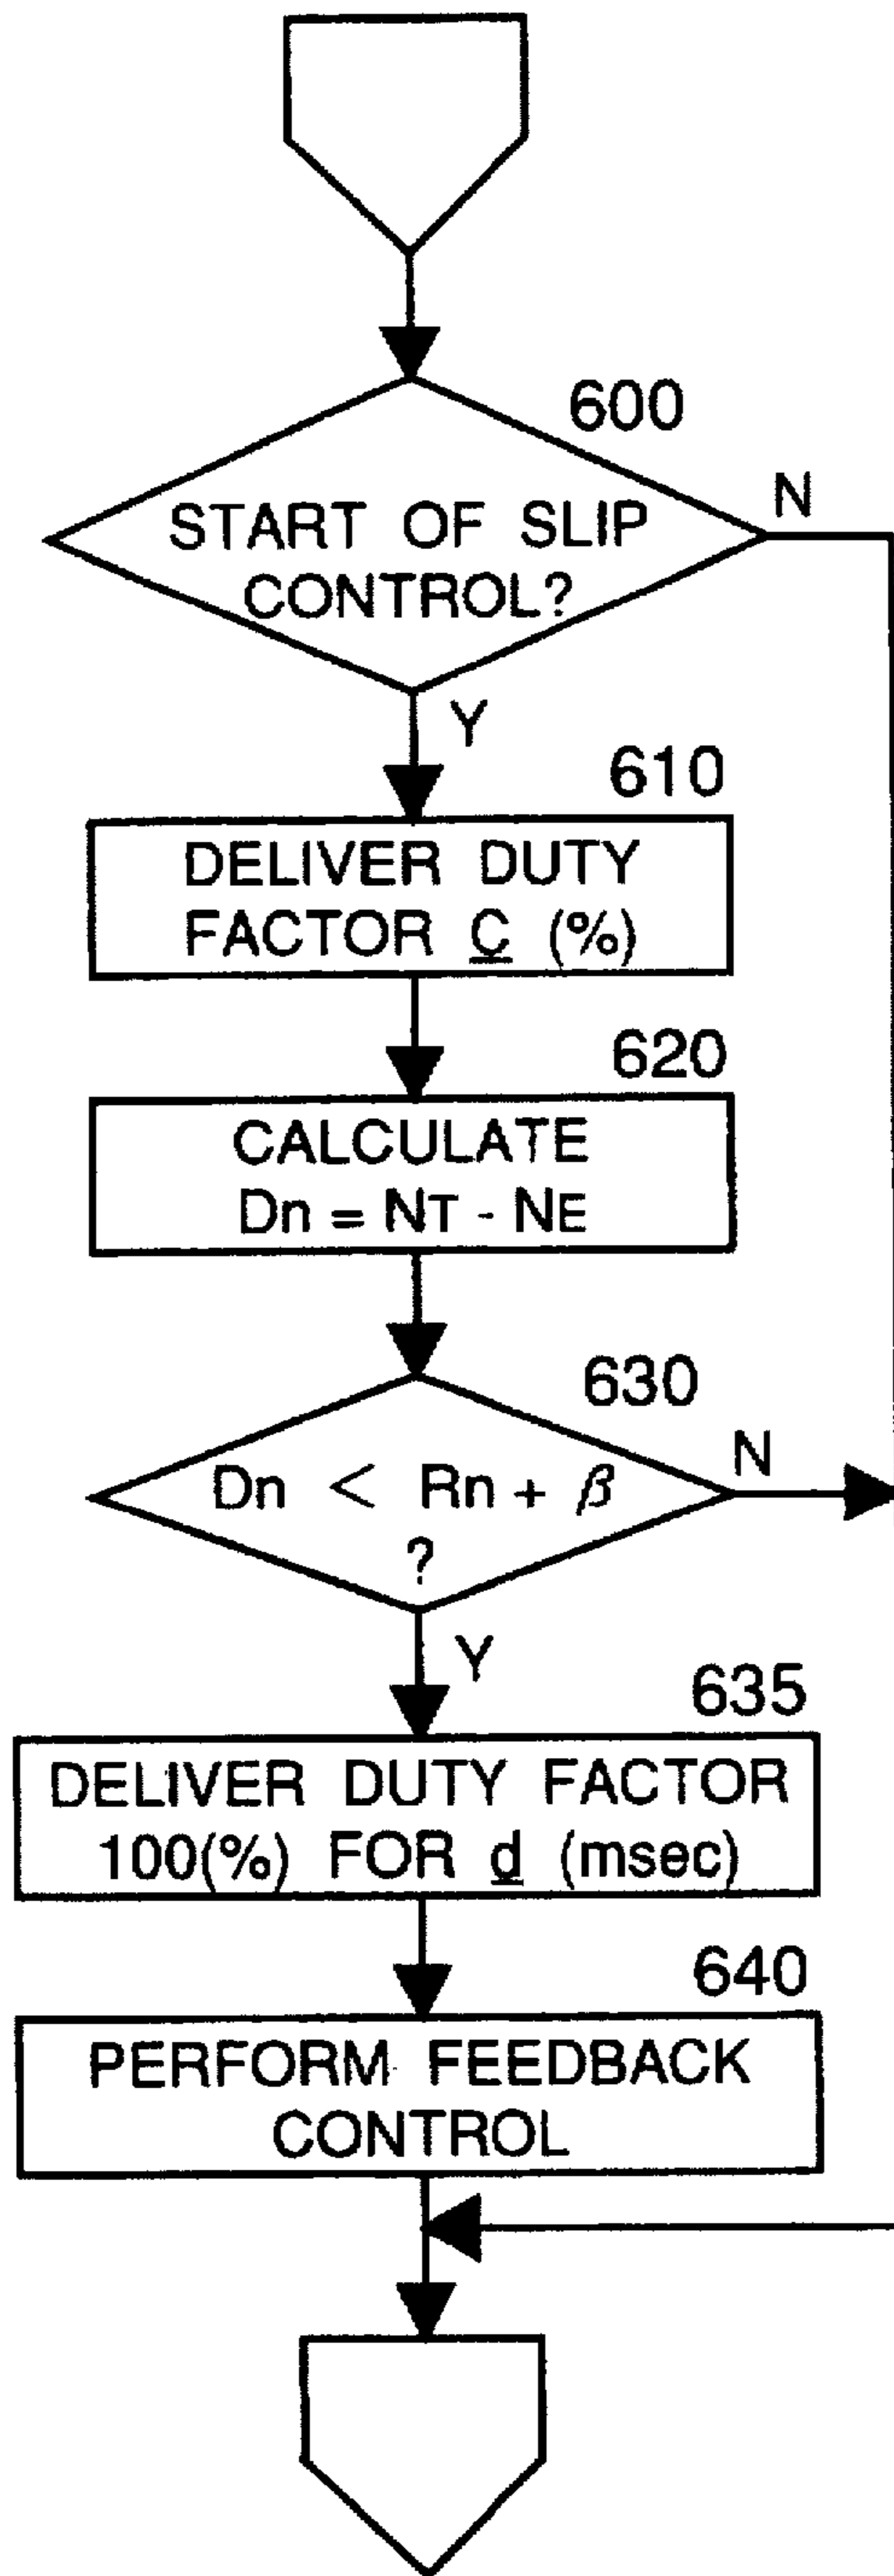 600
START OF SLIP
CONTROL?
N
Y
610
DELIVER DUTY
FACTOR C (%)
620
CALCULATE
Dn = NT - NE
630
Dn < Rn + β
?
N
Y
635
DELIVER DUTY FACTOR
100(%) FOR d (msec)
640
PERFORM FEEDBACK
CONTROL